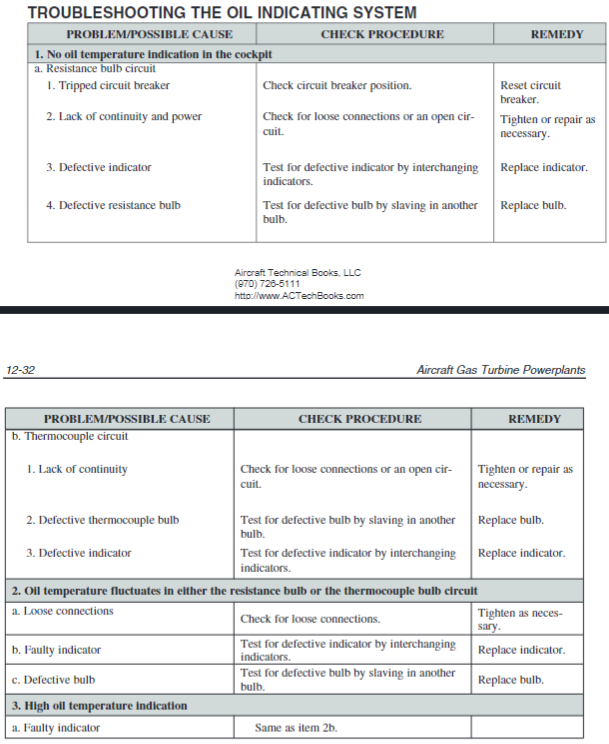 TROUBLESHOOTING THE OIL INDICATING SYSTEM
PROBLEM/POSSIBLE CAUSE CHECK PROCEDURE REMEDY
1. No oil temperature indication in the cockpit
a. Resistance bulb circuit
1. Tripped circuit breaker Check circuit breaker position. Reset circuit
breaker.
2. Lack of continuity and power Check for loose connections or an open cir- Tighten or repair as
cuit. necessary.
3. Defective indicator Test for defective indicator by interchanging Replace indicator.
indicators.
4. Defective resistance bulb Test for defective bulb by slaving in another Replace bulb.
bulb.
Aircraft Technical Books, LLC
(970) 726-5111
http://www.ACTechBooks.com
12-32 Aircraft Gas Turbine Powerplants
PROBLEM/POSSIBLE CAUSE CHECK PROCEDURE REMEDY
b. Thermocouple circuit
1. Lack of continuity Check for loose connections or an open cir- Tighten or repair as
cuit. necessary.
2. Defective thermocouple bulb Test for defective bulb by slaving in another Replace bulb.
bulb.
3. Defective indicator Test for defective indicator by interchanging Replace indicator.
indicators.
2. Oil temperature fluctuates in either the resistance bulb or the thermocouple bulb circuit
a. Loose connections Check for loose connections. Tighten as neces-
sary.
b. Faulty indicator Test for defective indicator by interchanging Replace indicator.
indicators.
c. Defective bulb Test for defective bulb by slaving in another Replace bulb.
bulb.
3. High oil temperature indication
a. Faulty indicator Same as item 2b.